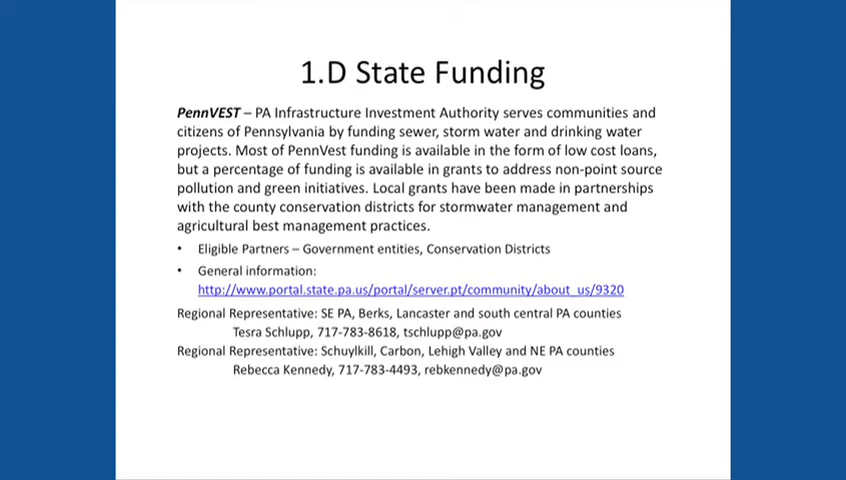 1.D State Funding
PennVEST – PA Infrastructure Investment Authority serves communities and
citizens of Pennsylvania by funding sewer, storm water and drinking water
projects. Most of PennVest funding is available in the form of low cost loans,
but a percentage of funding is available in grants to address non-point source
pollution and green initiatives. Local grants have been made in partnerships
with the county conservation districts for stormwater management and
agricultural best management practices.
• Eligible Partners – Government entities, Conservation Districts
• General information:
http://www.portal.state.pa.us/portal/server.pt/community/about_us/9320
Regional Representative: SE PA, Berks, Lancaster and south central PA counties
Tesra Schlupp, 717-783-8618, tschlupp@pa.gov
Regional Representative: Schuylkill, Carbon, Lehigh Valley and NE PA counties
Rebecca Kennedy, 717-783-4493, rebkennedy@pa.gov